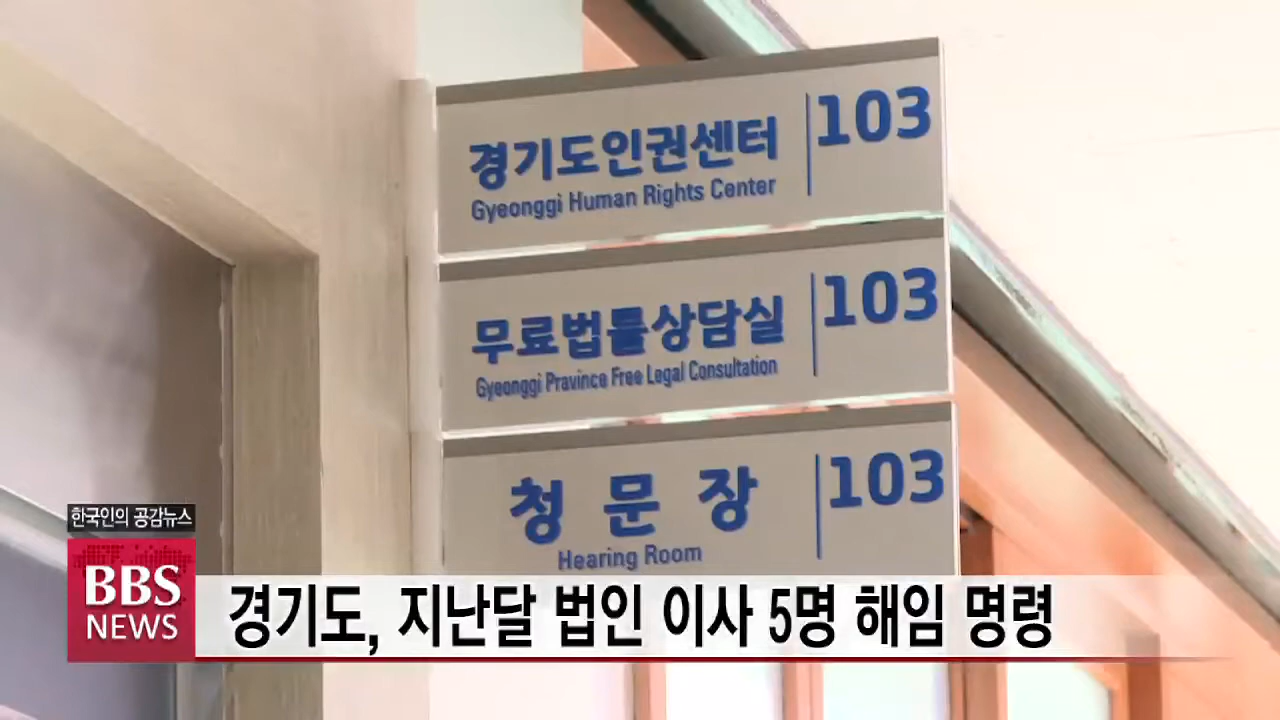 경기도인권센터 103
Gyeonggi Human Rights Center
무료법률상담실 103
Gyeonggi Pravince Free Legal Consultation
청문장 103
Hearing Room
한국인의 공감뉴스
BBS
NEWS
경기도, 지난달 법인 이사 5명 해임 명령